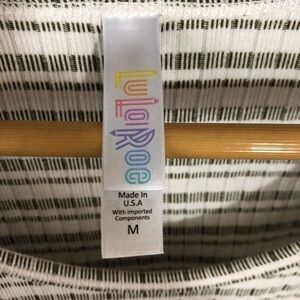 LuLaRoe
Made In
U.S.A
With imported
Components
M